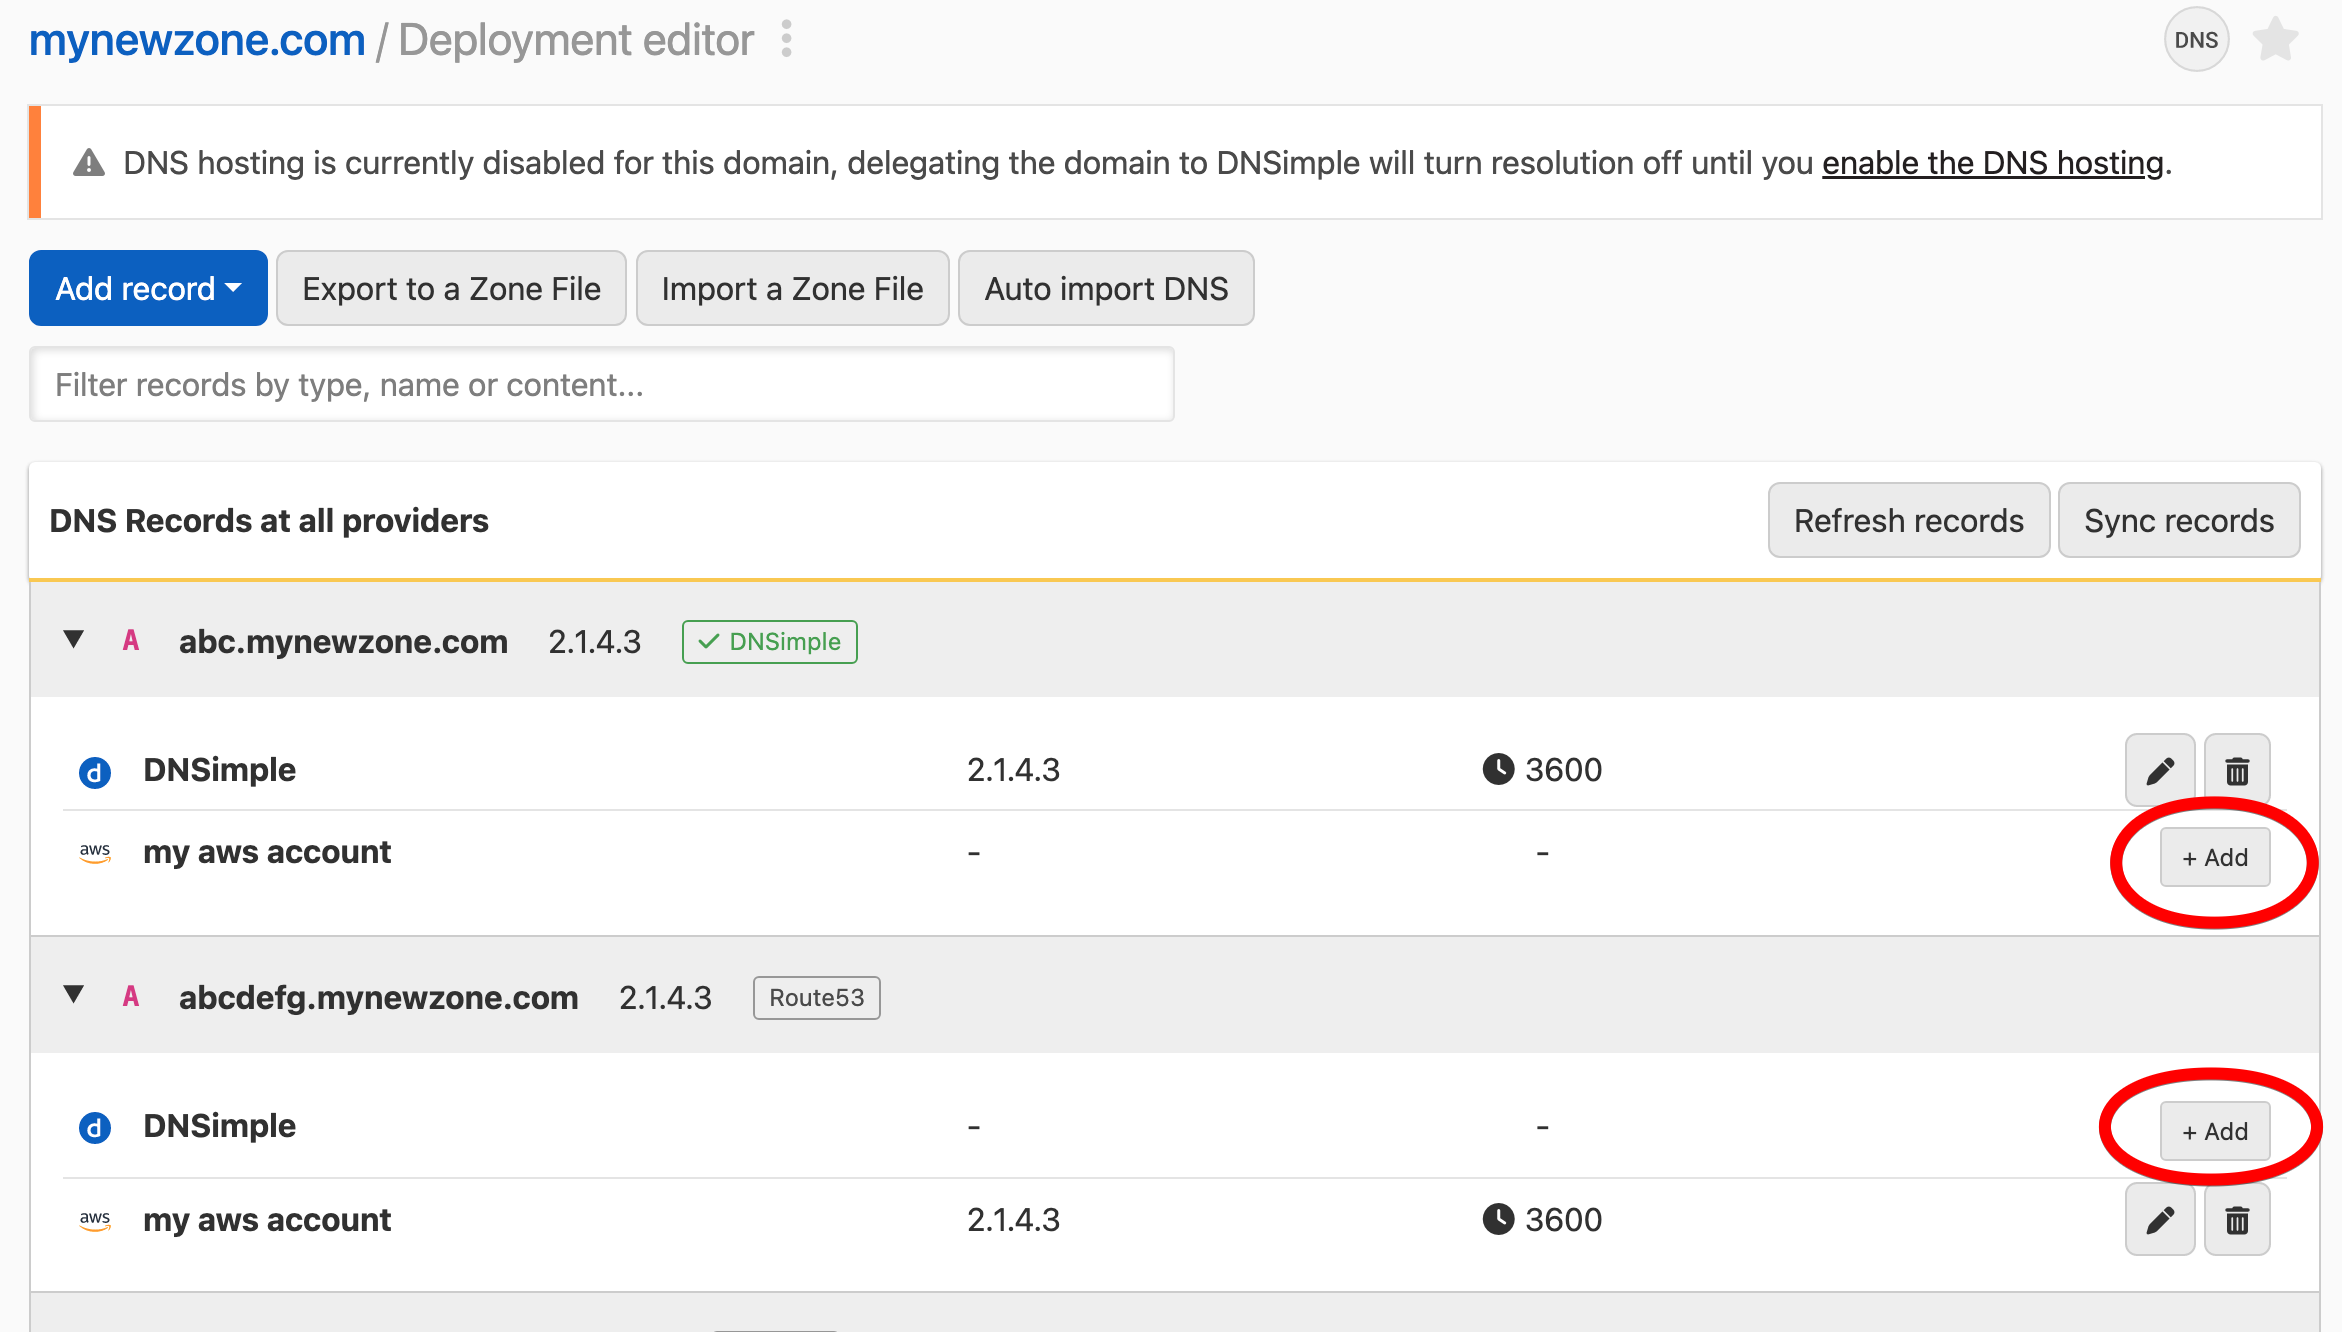 mynewzone.com / Deployment editor
DNS
DNS hosting is currently disabled for this domain, delegating the domain to DNSimple will turn resolution off until you enable the DNS hosting.
Add record Export to a Zone File Import a Zone File Auto import DNS
Filter records by type, name or content...
DNS Records at all providers Refresh records Sync records
A abc.mynewzone.com 2.1.4.3 DNSimple
d DNSimple 2.1.4.3 3600
aws my aws account - - + Add
A abcdefg.mynewzone.com 2.1.4.3 Route53
d DNSimple - - + Add
aws my aws account 2.1.4.3 3600